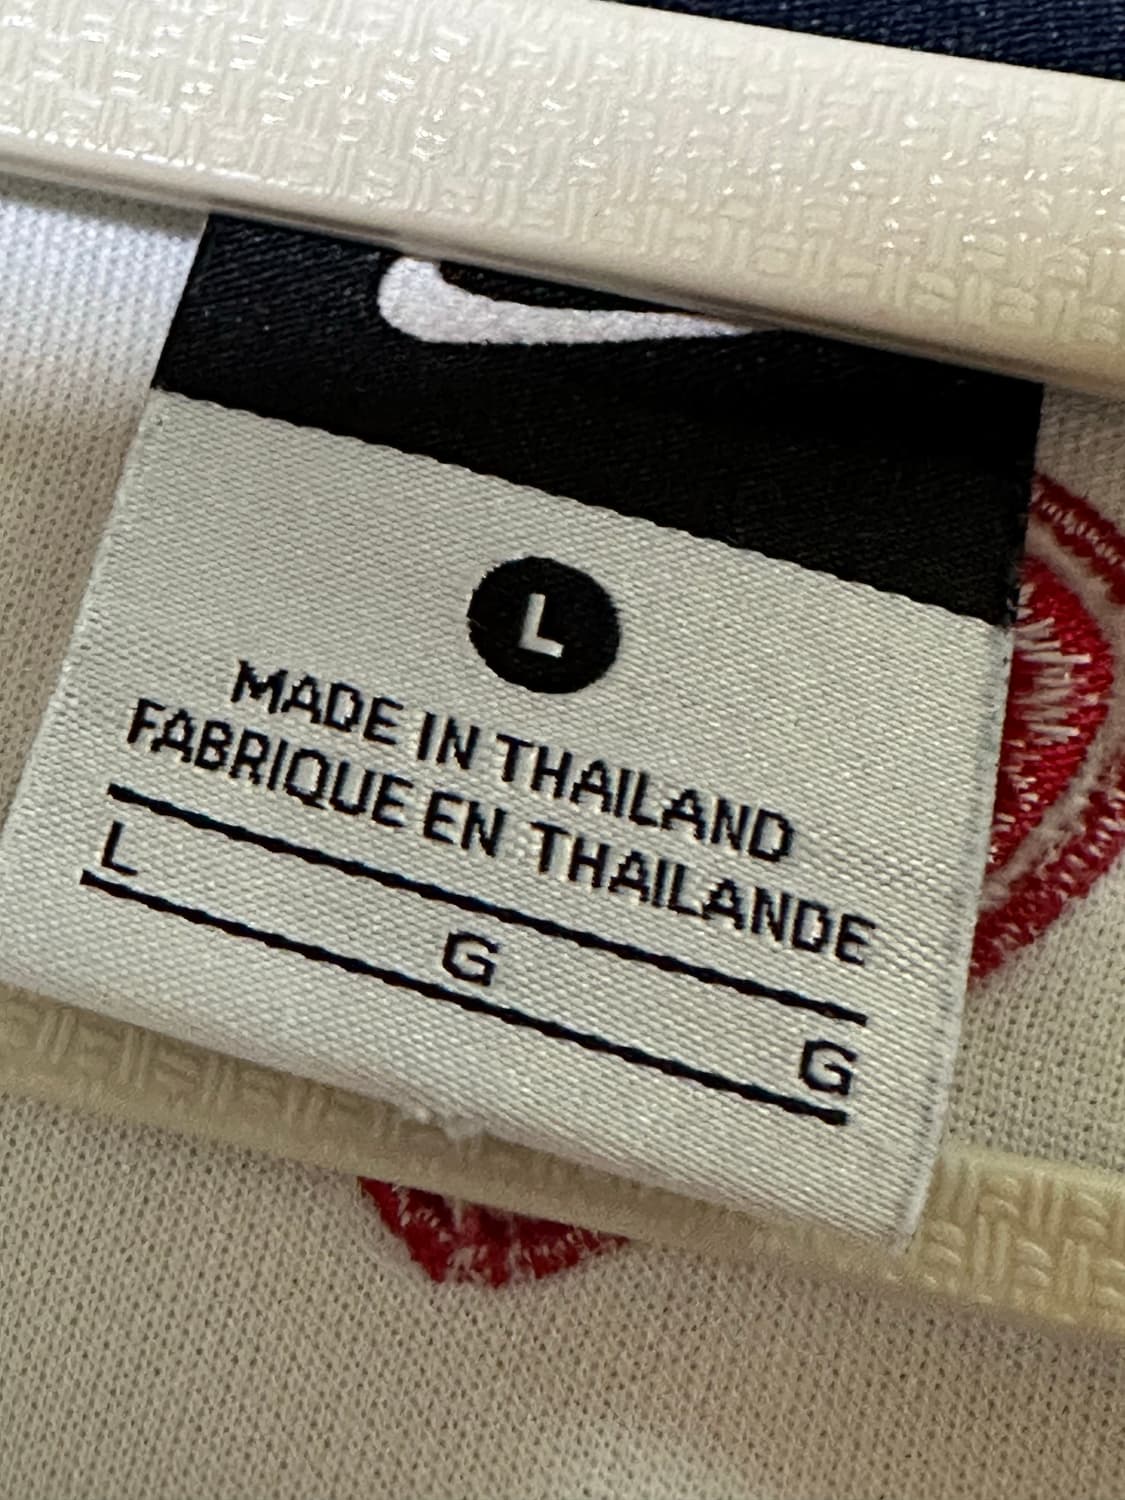 L
MADE IN THAILAND
FABRIQUE EN THAILANDE
L G G